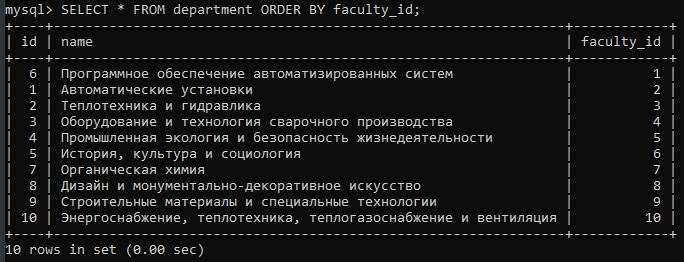 mysql> SELECT * FROM department ORDER BY faculty_id;
+----+----------------------------------------------------------------+------------+
| id | name                                                           | faculty_id |
+----+----------------------------------------------------------------+------------+
|  6 | Программное обеспечение автоматизированных систем              |          1 |
|  1 | Автоматические установки                                       |          2 |
|  2 | Теплотехника и гидравлика                                      |          3 |
|  3 | Оборудование и технология сварочного производства              |          4 |
|  4 | Промышленная экология и безопасность жизнедеятельности         |          5 |
|  5 | История, культура и социология                                 |          6 |
|  7 | Органическая химия                                             |          7 |
|  8 | Дизайн и монументально-декоративное искусство                  |          8 |
|  9 | Строительные материалы и специальные технологии                |          9 |
| 10 | Энергоснабжение, теплотехника, теплогазоснабжение и вентиляция |         10 |
+----+----------------------------------------------------------------+------------+
10 rows in set (0.00 sec)